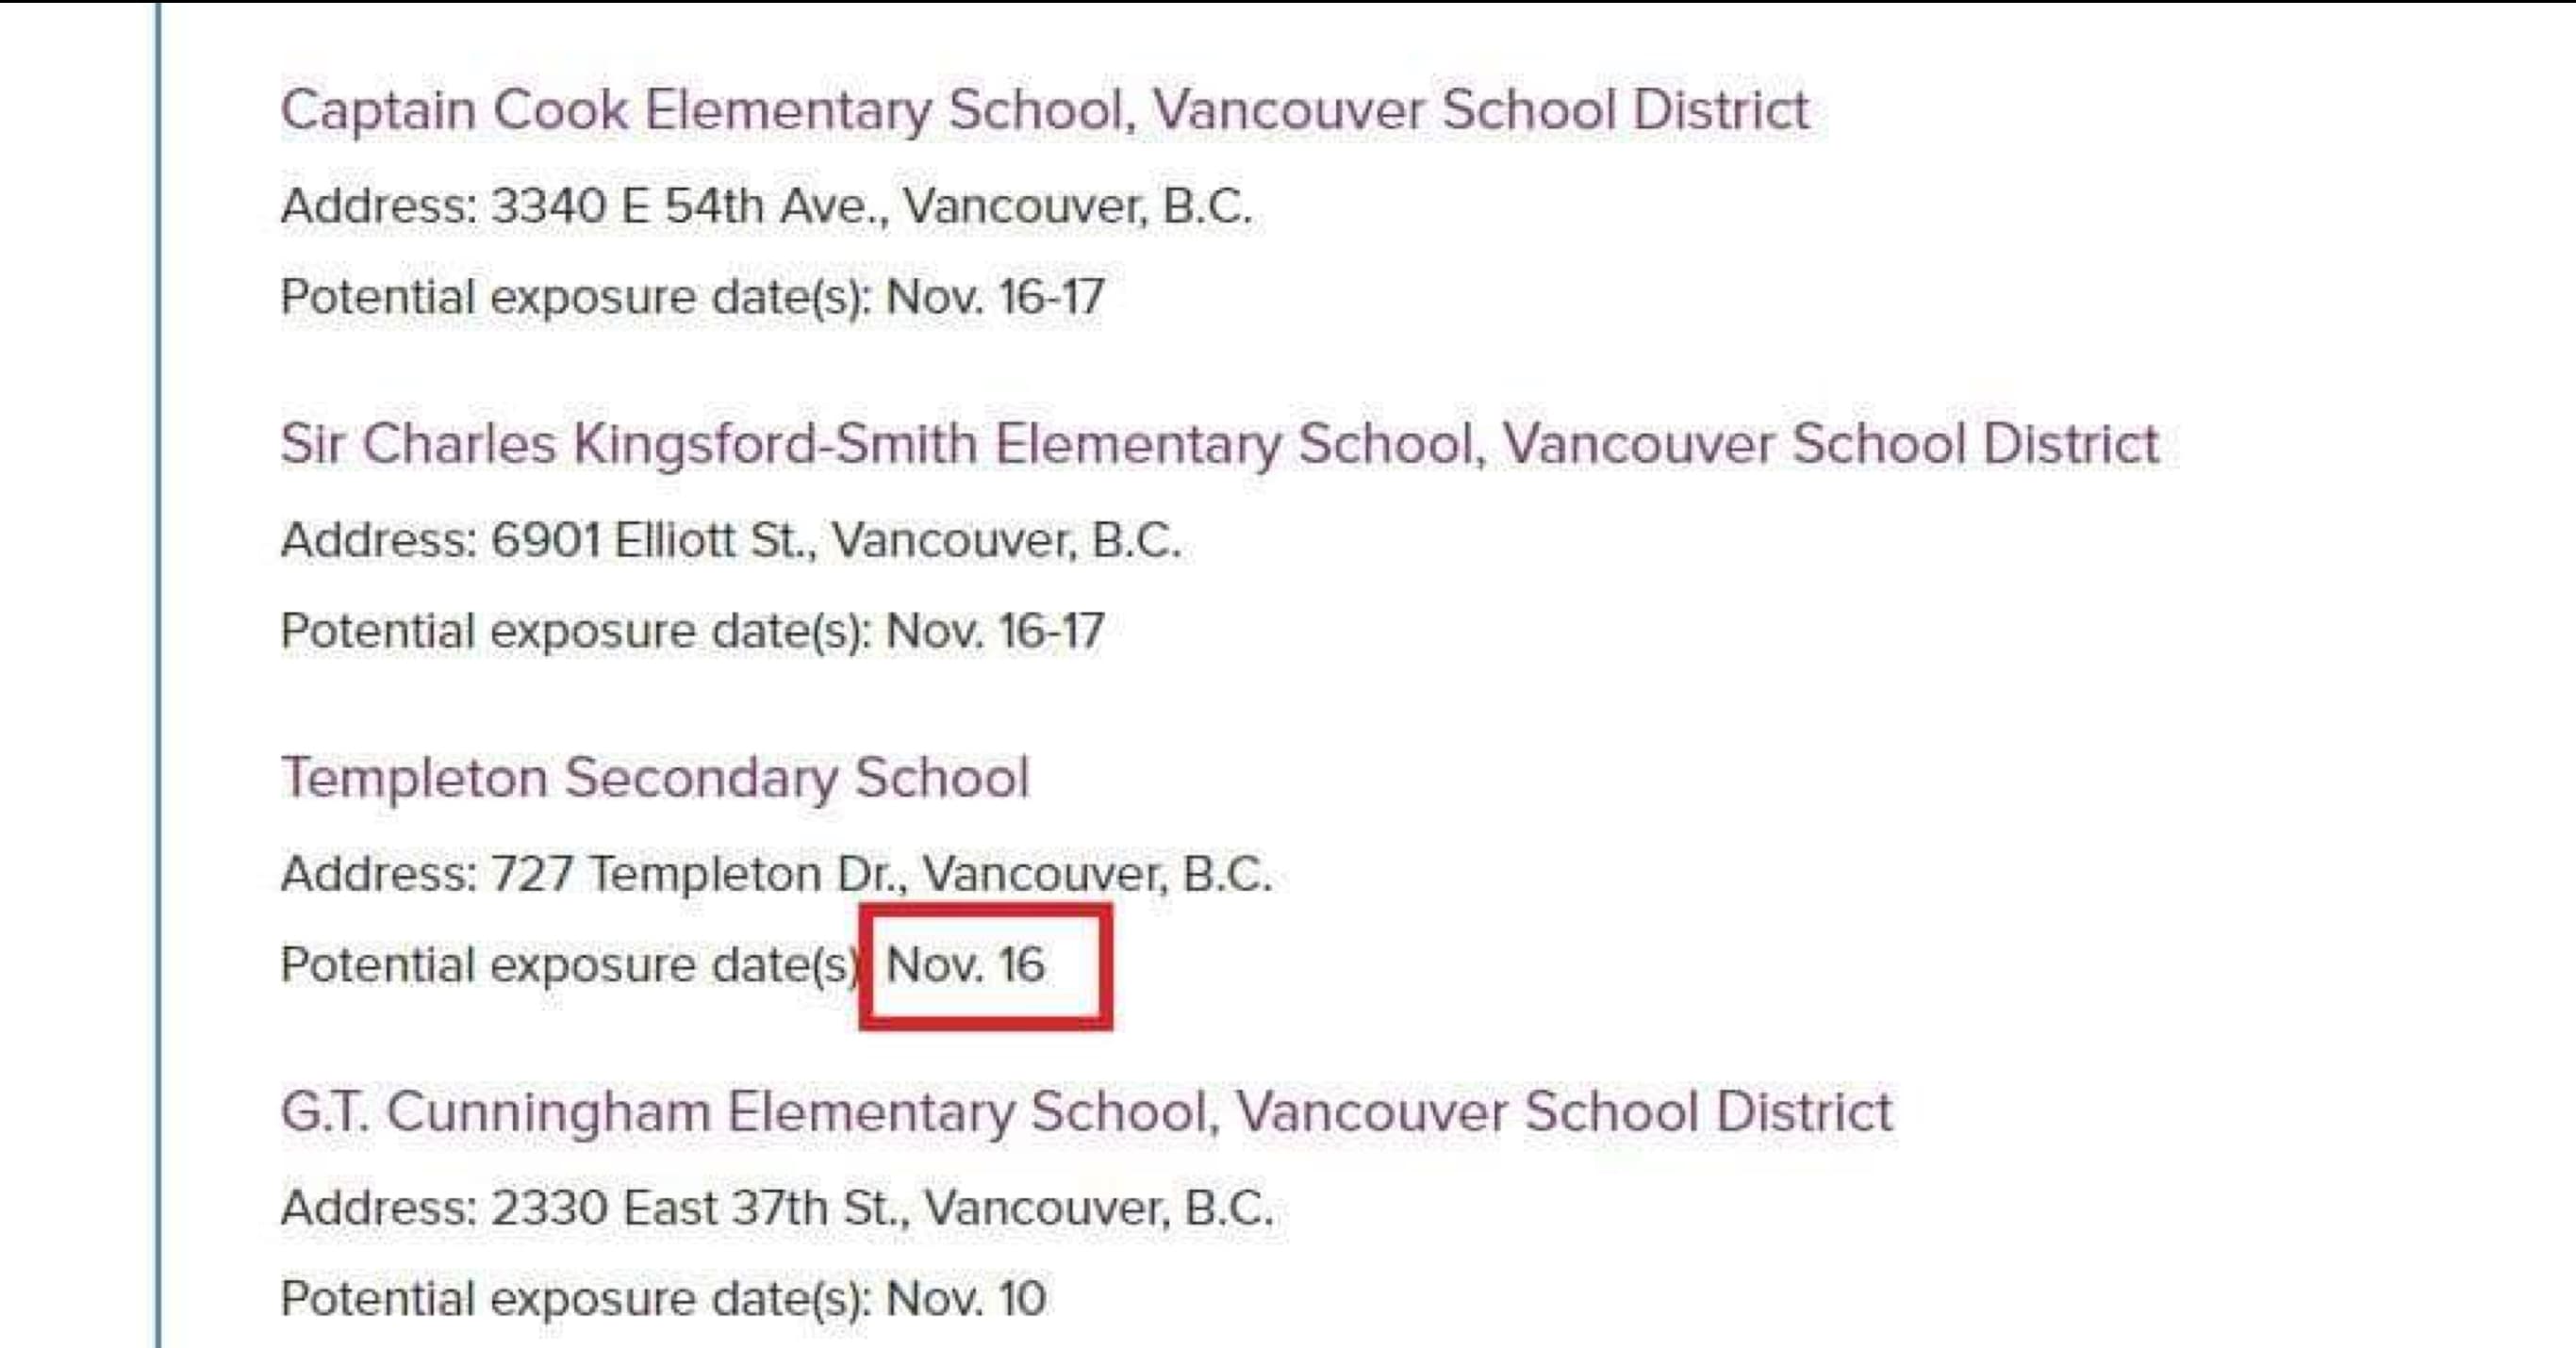 Captain Cook Elementary School, Vancouver School District
Address: 3340 E 54th Ave., Vancouver, B.C.
Potential exposure date(s): Nov. 16-17
Sir Charles Kingsford-Smith Elementary School, Vancouver School District
Address: 6901 Elliott St., Vancouver, B.C.
Potential exposure date(s): Nov. 16-17
Templeton Secondary School
Address: 727 Templeton Dr., Vancouver, B.C.
Potential exposure date(s) Nov. 16
G.T. Cunningham Elementary School, Vancouver School District
Address: 2330 East 37th St., Vancouver, B.C.
Potential exposure date(s): Nov. 10